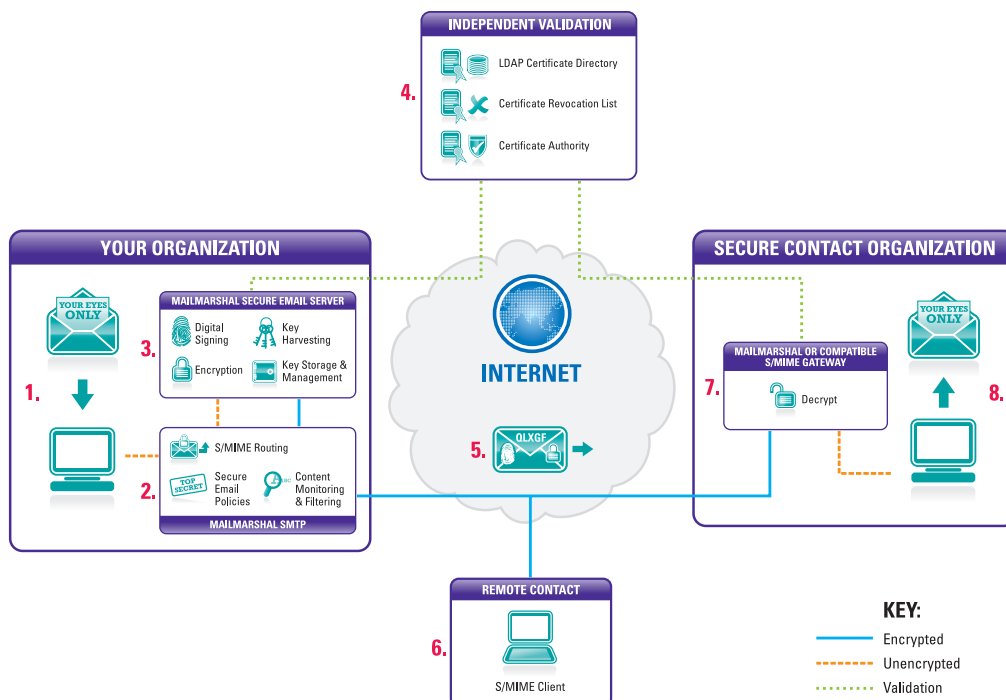 INDEPENDENT VALIDATION
LDAP Certificate Directory
4.
Certificate Revocation List
Certificate Authority
YOUR ORGANIZATION
YOUR EYES
ONLY
1.
MAILMARSHAL SECURE EMAIL SERVER
3.
Digital
Signing
Key
Harvesting
Encryption
Key Storage &
Management
2.
S/MIME Routing
TOP
SECRET
Secure
Email
Policies
Content
Monitoring
& Filtering
MAILMARSHAL SMTP
INTERNET
5.
QLXGF
SECURE CONTACT ORGANIZATION
YOUR EYES
ONLY
MAILMARSHAL OR COMPATIBLE
S/MIME GATEWAY
7.
Decrypt
8.
REMOTE CONTACT
6.
S/MIME Client
KEY:
Encrypted
Unencrypted
Validation